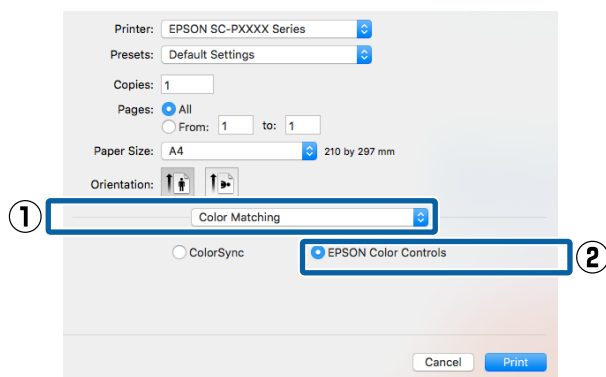 Printer: EPSON SC-PXXXX Series
Presets: Default Settings
Copies: 1
Pages: All
From: 1 to: 1
Paper Size: A4 210 by 297 mm
Orientation:
① Color Matching
ColorSync EPSON Color Controls ②
Cancel Print